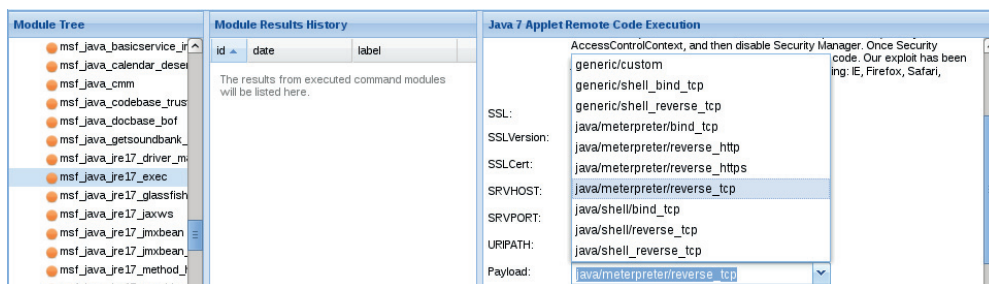 Module Tree
msf_java_basicservice_ir
msf_java_calendar_deser
msf_java_cmm
msf_java_codebase_trus
msf_java_docbase_bof
msf_java_getsoundbank_
msf_java_jre17_driver_m
msf_java_jre17_exec
msf_java_jre17_glassfish
msf_java_jre17_jaxws
msf_java_jre17_jmxbean
msf_java_jre17_jmxbean_
msf_java_jre17_method_h
Module Results History
id date label
The results from executed command modules
will be listed here.
Java 7 Applet Remote Code Execution
AccessControlContext, and then disable Security Manager. Once Security
code. Our exploit has been
ing: IE, Firefox, Safari,
SSL:
SSLVersion:
SSLCert:
SRVHOST:
SRVPORT:
URIPATH:
Payload:
generic/custom
generic/shell_bind_tcp
generic/shell_reverse_tcp
java/meterpreter/bind_tcp
java/meterpreter/reverse_http
java/meterpreter/reverse_https
java/meterpreter/reverse_tcp
java/shell/bind_tcp
java/shell/reverse_tcp
java/shell_reverse_tcp
java/meterpreter/reverse_tcp